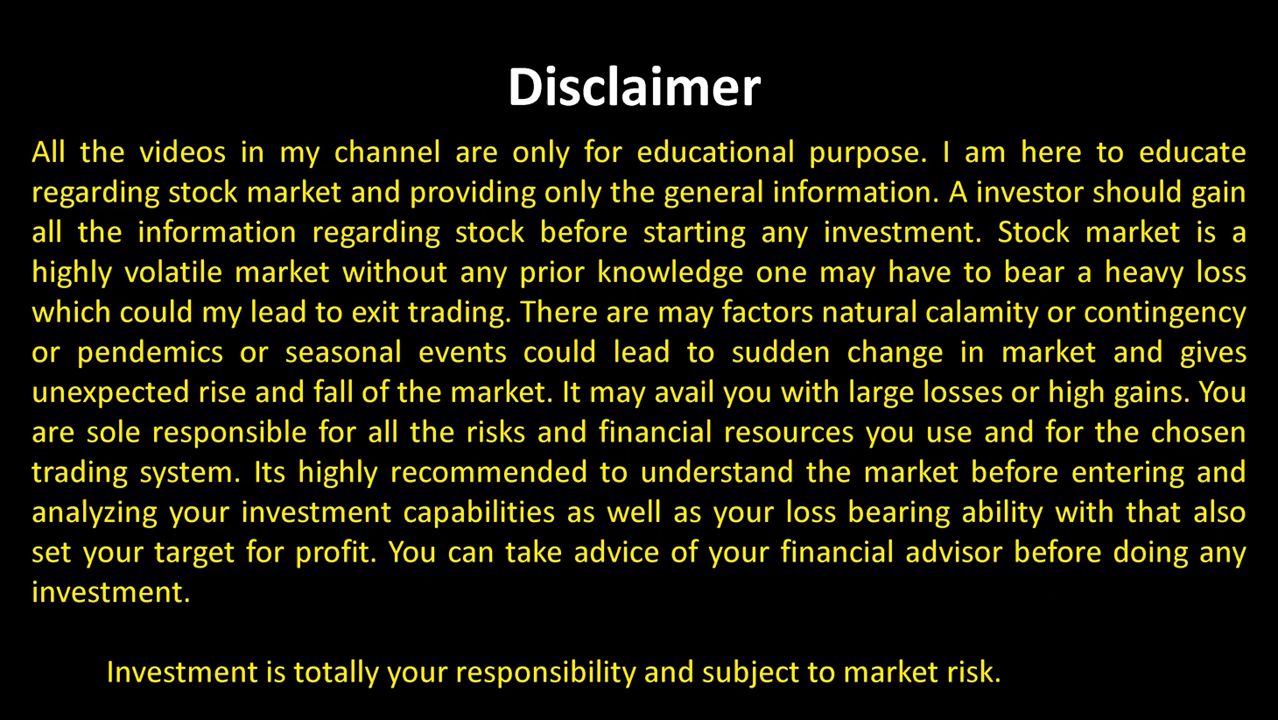 Disclaimer
All the videos in my channel are only for educational purpose. I am here to educate
regarding stock market and providing only the general information. A investor should gain
all the information regarding stock before starting any investment. Stock market is a
highly volatile market without any prior knowledge one may have to bear a heavy loss
which could my lead to exit trading. There are may factors natural calamity or contingency
or pendemics or seasonal events could lead to sudden change in market and gives
unexpected rise and fall of the market. It may avail you with large losses or high gains. You
are sole responsible for all the risks and financial resources you use and for the chosen
trading system. Its highly recommended to understand the market before entering and
analyzing your investment capabilities as well as your loss bearing ability with that also
set your target for profit. You can take advice of your financial advisor before doing any
investment.
Investment is totally your responsibility and subject to market risk.